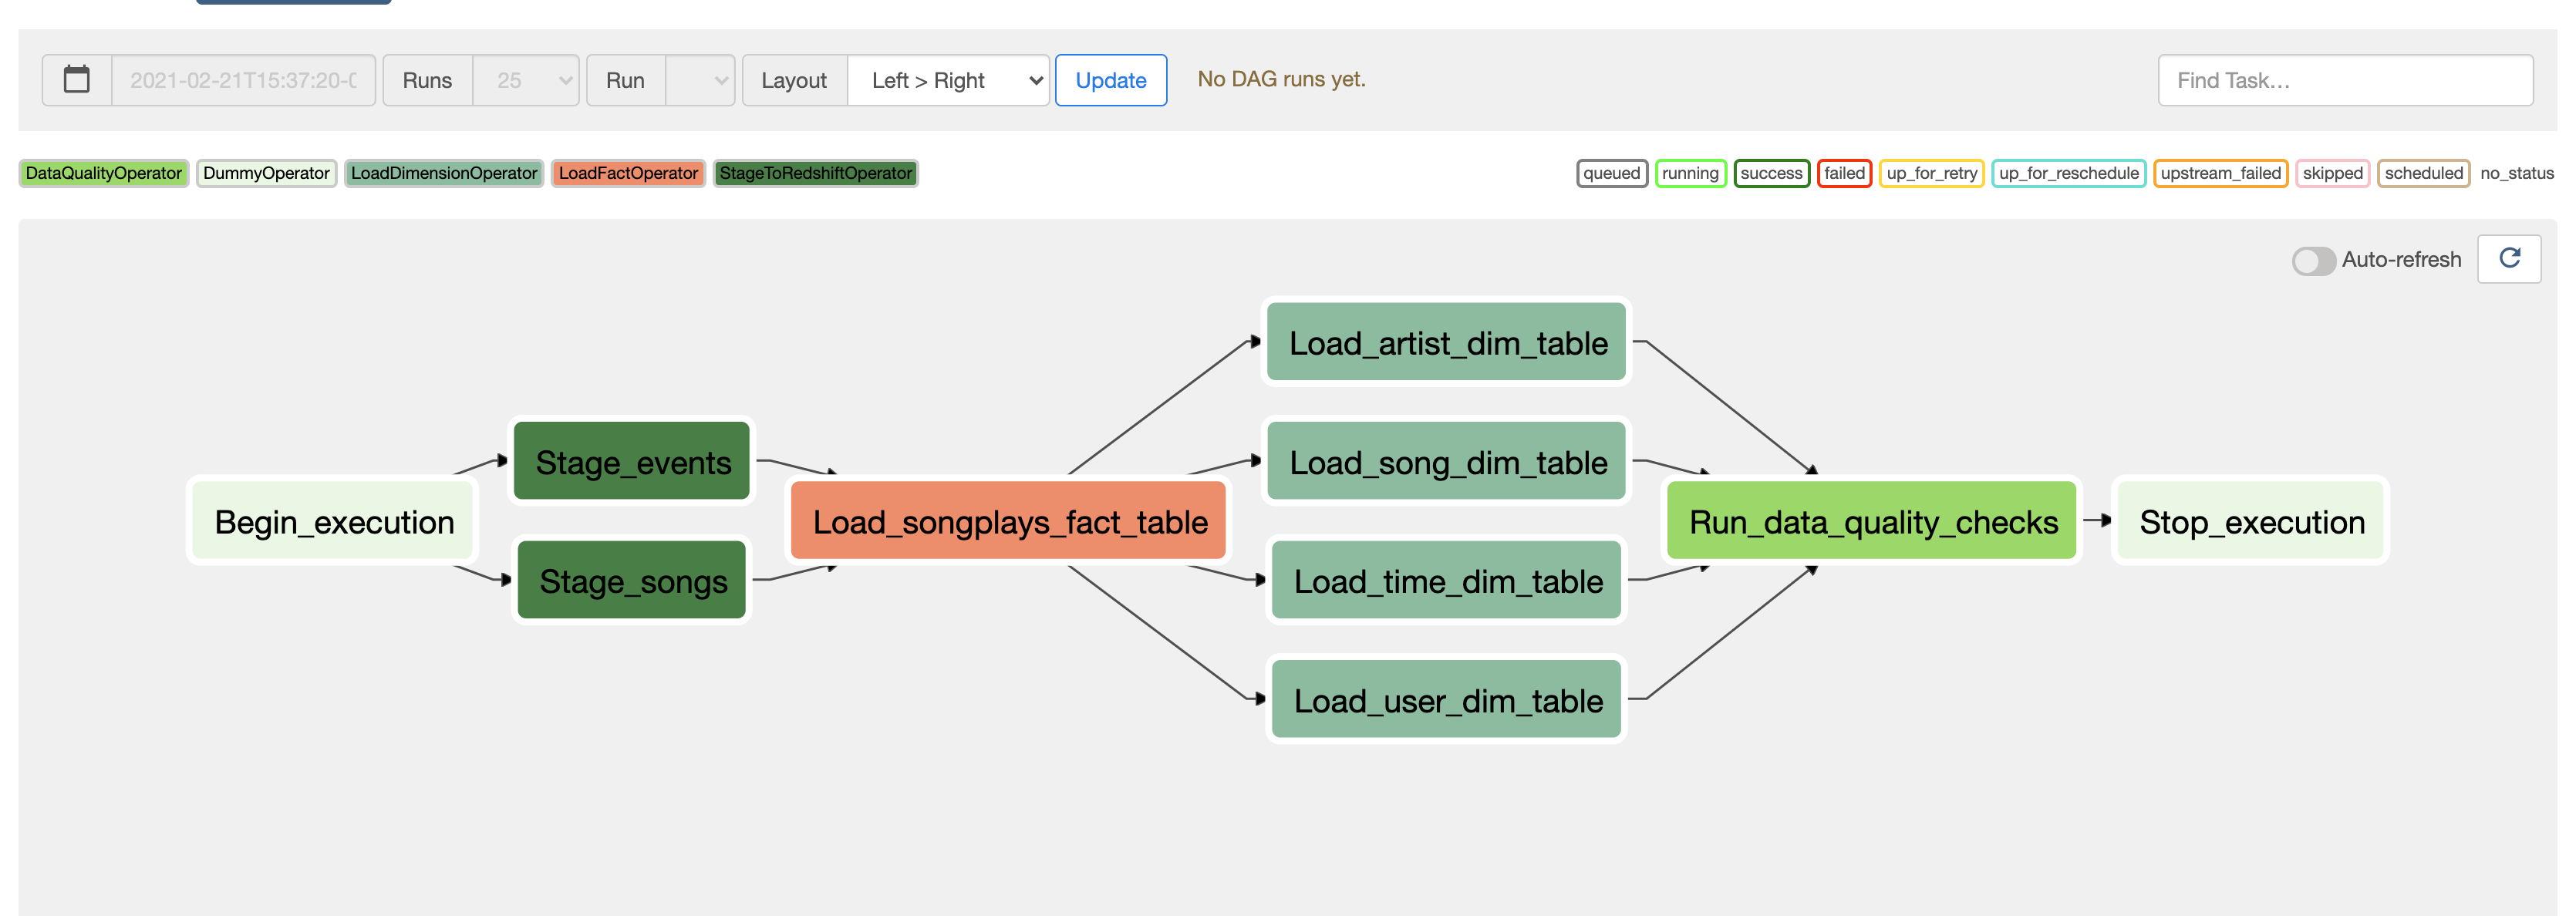 2021-02-21T15:37:20-0 Runs 25 Run Layout Left > Right Update No DAG runs yet. Find Task...
DataQualityOperator DummyOperator LoadDimensionOperator LoadFactOperator StageToRedshiftOperator queued running success failed up_for_retry up_for_reschedule upstream_failed skipped scheduled no_status
Auto-refresh
Load_artist_dim_table
Stage_events Load_song_dim_table
Begin_execution Load_songplays_fact_table Run_data_quality_checks Stop_execution
Stage_songs Load_time_dim_table
Load_user_dim_table